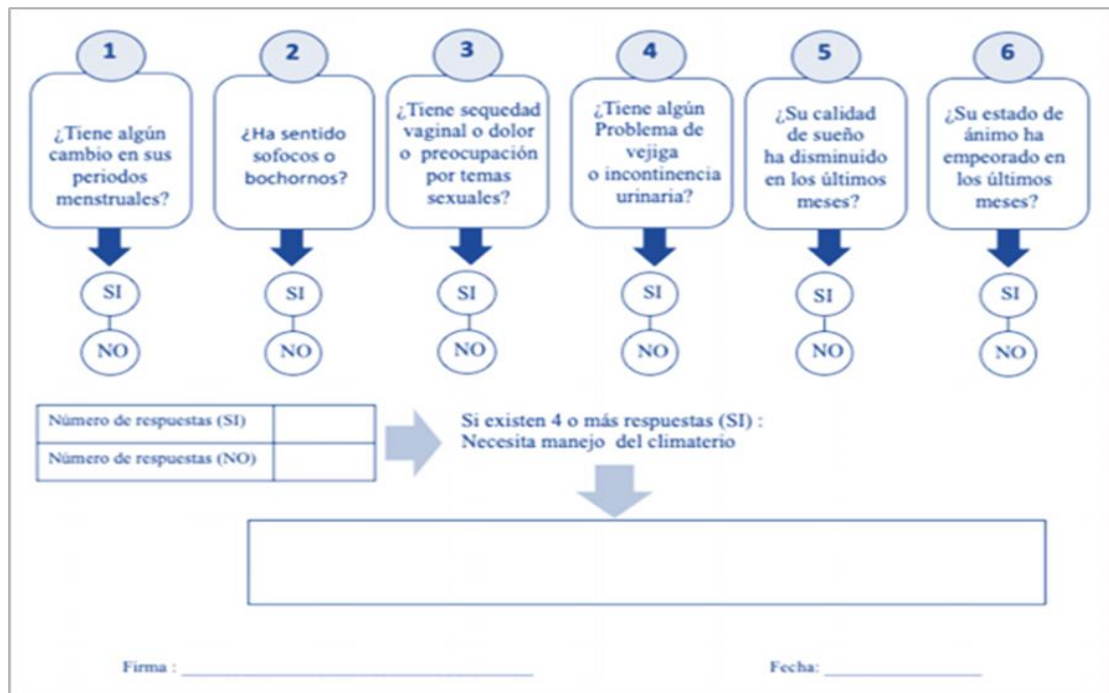 1
¿Tiene algún
cambio en sus
periodos
menstruales?
SI
NO
2
¿Ha sentido
sofocos o
bochornos?
SI
NO
3
¿Tiene sequedad
vaginal o dolor
o preocupación
por temas
sexuales?
SI
NO
4
¿Tiene algún
Problema de
vejiga
o incontinencia
urinaria?
SI
NO
5
¿Su calidad
de sueño
ha disminuido
en los últimos
meses?
SI
NO
6
¿Su estado de
ánimo ha
empeorado en
los últimos
meses?
SI
NO
Número de respuestas (SI)
Número de respuestas (NO)
Si existen 4 o más respuestas (SI) :
Necesita manejo del climaterio
Firma :
Fecha: